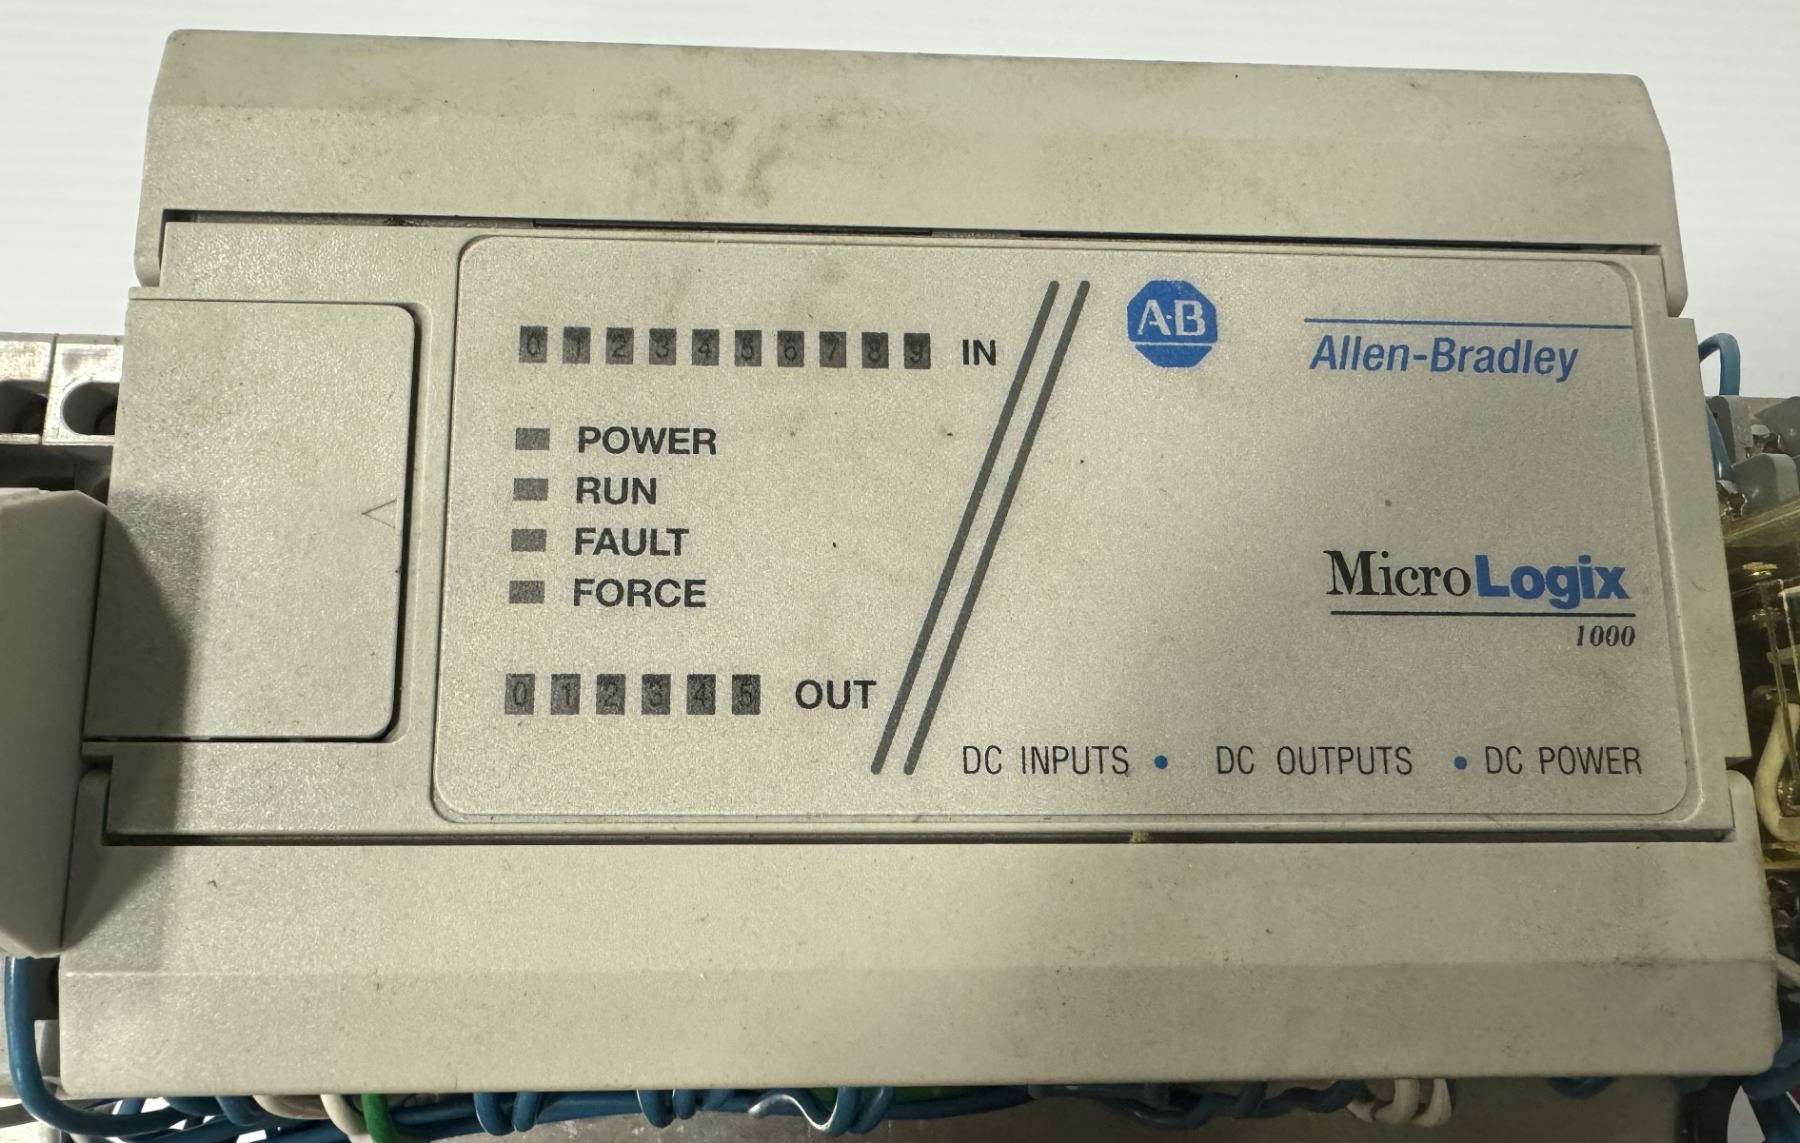 0 1 2 3 4 5 6 7 8 9 IN
A-B
Allen-Bradley
POWER
RUN
FAULT
FORCE
MicroLogix
1000
0 1 2 3 4 5 OUT
DC INPUTS • DC OUTPUTS • DC POWER